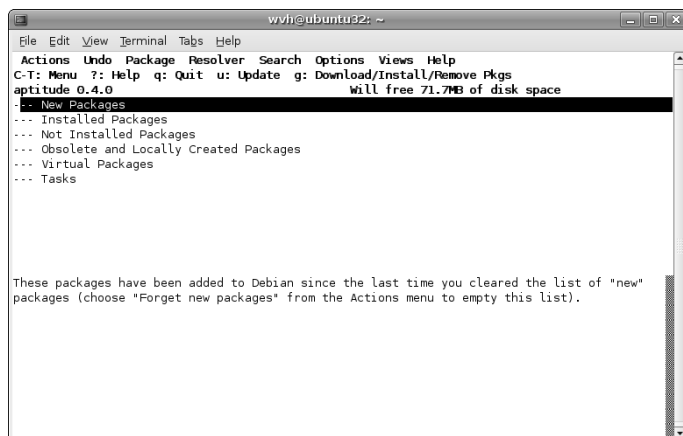 wvh@ubuntu32: ~
File Edit View Terminal Tabs Help
Actions Undo Package Resolver Search Options Views Help
C-T: Menu ?: Help q: Quit u: Update g: Download/Install/Remove Pkgs
aptitude 0.4.0 Will free 71.7MB of disk space
--- New Packages
--- Installed Packages
--- Not Installed Packages
--- Obsolete and Locally Created Packages
--- Virtual Packages
--- Tasks
These packages have been added to Debian since the last time you cleared the list of "new"
packages (choose "Forget new packages" from the Actions menu to empty this list).